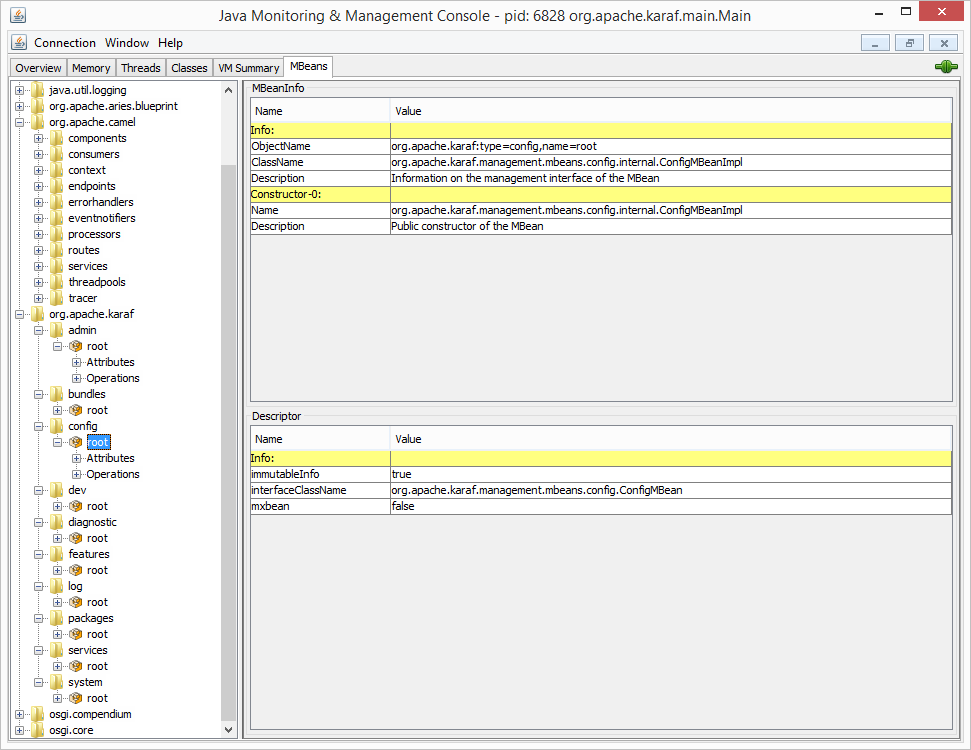 Java Monitoring & Management Console - pid: 6828 org.apache.karaf.main.Main
Connection Window Help
Overview Memory Threads Classes VM Summary MBeans
java.util.logging
org.apache.aries.blueprint
org.apache.camel
components
consumers
context
endpoints
errorhandlers
eventnotifiers
processors
routes
services
threadpools
tracer
org.apache.karaf
admin
root
Attributes
Operations
bundles
root
config
root
Attributes
Operations
dev
root
diagnostic
root
features
root
log
root
packages
root
services
root
system
root
osgi.compendium
osgi.core
MBeanInfo
Name Value
Info:
ObjectName org.apache.karaf:type=config,name=root
ClassName org.apache.karaf.management.mbeans.config.internal.ConfigMBeanImpl
Description Information on the management interface of the MBean
Constructor-0:
Name org.apache.karaf.management.mbeans.config.internal.ConfigMBeanImpl
Description Public constructor of the MBean
Descriptor
Name Value
Info:
immutableInfo true
interfaceClassName org.apache.karaf.management.mbeans.config.ConfigMBean
mxbean false